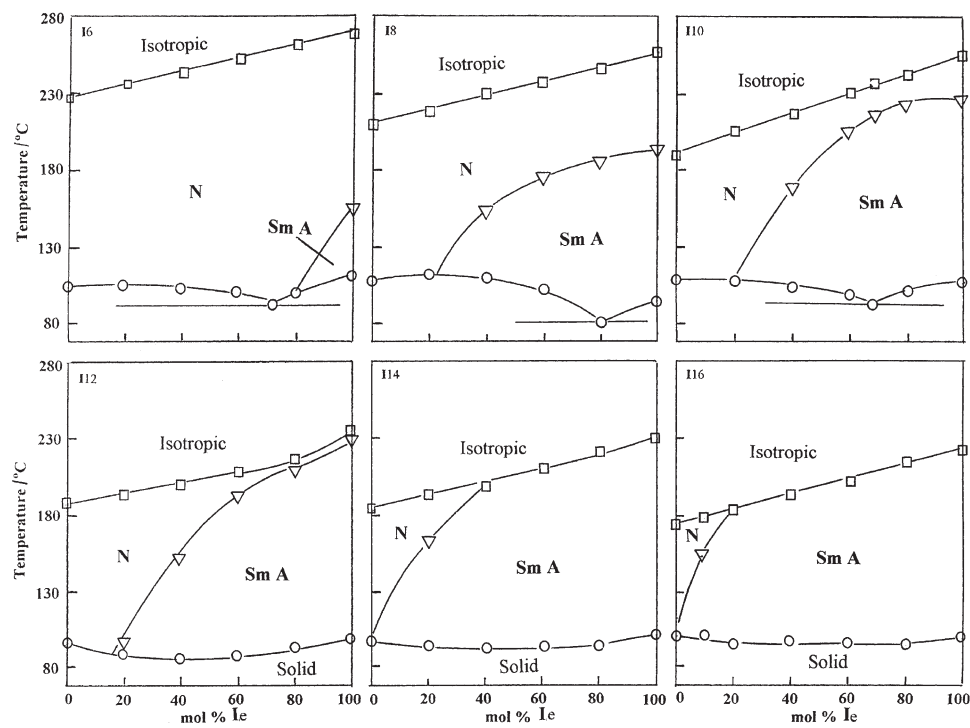 I6
Isotropic
N
Sm A
I8
Isotropic
N
Sm A
I10
Isotropic
N
Sm A
280
230
180
130
80
Temperature /°C
I12
Isotropic
N
Sm A
Solid
I14
Isotropic
N
Sm A
Solid
I16
Isotropic
N
Sm A
Solid
280
230
180
130
80
Temperature /°C
0 20 40 60 80 100
mol % Ie
0 20 40 60 80 100
mol % Ie
0 20 40 60 80 100
mol % Ie